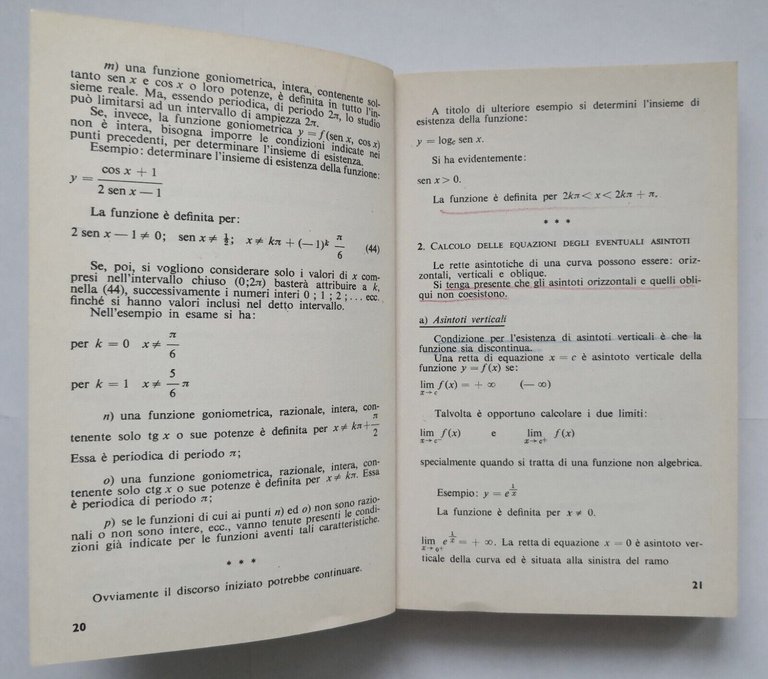 m) una funzione goniometrica, intera, contenente sol-
tanto sen x e cos x o loro potenze, è definita in tutto l'in-
sieme reale. Ma, essendo periodica, di periodo 2π, lo studio
può limitarsi ad un intervallo di ampiezza 2π.
Se, invece, la funzione goniometrica y = f(sen x, cos x)
non è intera, bisogna imporre le condizioni indicate nei
punti precedenti, per determinare l'insieme di esistenza.
Esempio: determinare l'insieme di esistenza della funzione:
y = (cos x + 1) / (2 sen x — 1)
La funzione è definita per:
2 sen x — 1 ≠ 0; sen x ≠ ½; x ≠ kπ + (—1)ᵏ π/6 (44)
Se, poi, si vogliono considerare solo i valori di x com-
presi nell'intervallo chiuso (0;2π) basterà attribuire a k,
nella (44), successivamente i numeri interi 0 ; 1 ; 2 ; ... ecc.
finché si hanno valori inclusi nel detto intervallo.
Nell'esempio in esame si ha:
per k = 0 x ≠ π/6
per k = 1 x ≠ 5/6 π
n) una funzione goniometrica, razionale, intera, con-
tenente solo tg x o sue potenze è definita per x ≠ kπ + π/2
Essa è periodica di periodo π;
o) una funzione goniometrica, razionale, intera, con-
tenente solo ctg x o sue potenze è definita per x ≠ kπ. Essa
è periodica di periodo π;
p) se le funzioni di cui ai punti n) ed o) non sono razio-
nali o non sono intere, ecc., vanno tenute presenti le condi-
zioni già indicate per le funzioni aventi tali caratteristiche.
* * *
Ovviamente il discorso iniziato potrebbe continuare.
20
A titolo di ulteriore esempio si determini l'insieme di
esistenza della funzione:
y = logₑ sen x.
Si ha evidentemente:
sen x > 0.
La funzione è definita per 2kπ < x < 2kπ + π.
* * *
2. CALCOLO DELLE EQUAZIONI DEGLI EVENTUALI ASINTOTI
Le rette asintotiche di una curva possono essere: oriz-
zontali, verticali e oblique.
Si tenga presente che gli asintoti orizzontali e quelli obli-
qui non coesistono.
a) Asintoti verticali
Condizione per l'esistenza di asintoti verticali è che la
funzione sia discontinua.
Una retta di equazione x = c è asintoto verticale della
funzione y = f(x) se:
lim x→c f(x) = + ∞ (— ∞)
Talvolta è opportuno calcolare i due limiti:
lim x→c⁻ f(x) e lim x→c⁺ f(x)
specialmente quando si tratta di una funzione non algebrica.
Esempio: y = e^(1/x)
La funzione è definita per x ≠ 0.
lim x→0⁺ e^(1/x) = + ∞. La retta di equazione x = 0 è asintoto ver-
ticale della curva ed è situata alla sinistra del ramo
21